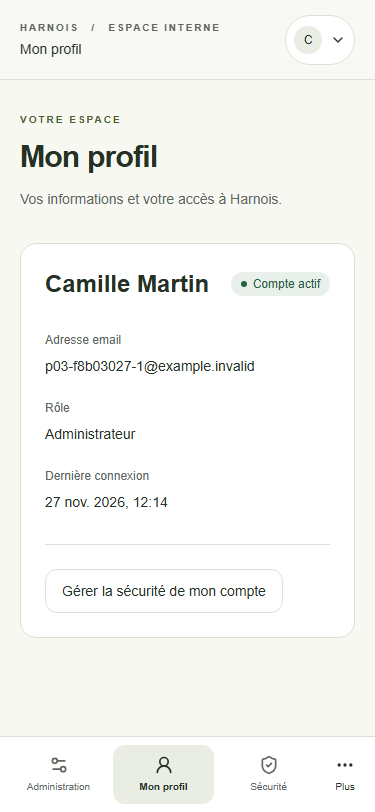 HARNOIS / ESPACE INTERNE
Mon profil
C
VOTRE ESPACE
Mon profil
Vos informations et votre accès à Harnois.
Camille Martin
Compte actif
Adresse email
p03-f8b03027-1@example.invalid
Rôle
Administrateur
Dernière connexion
27 nov. 2026, 12:14
Gérer la sécurité de mon compte
Administration
Mon profil
Sécurité
Plus